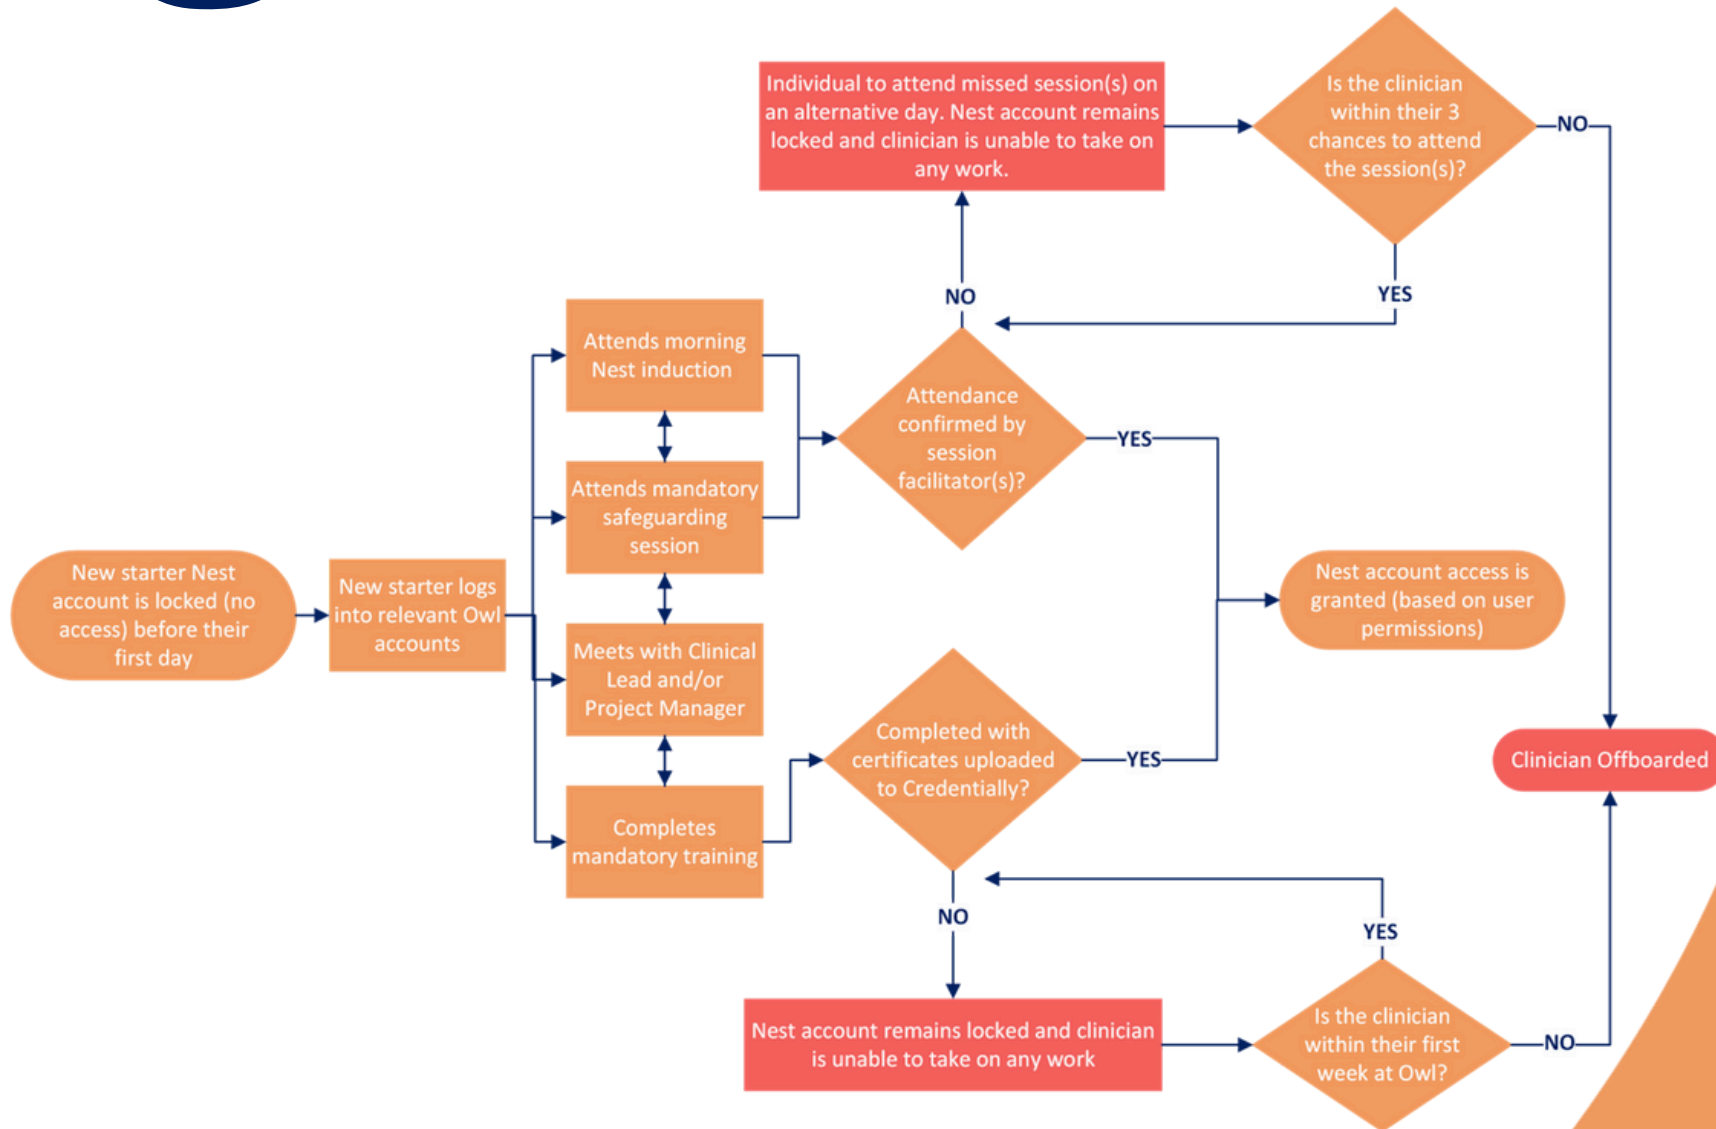 Individual to attend missed session(s) on
an alternative day. Nest account remains
locked and clinician is unable to take on
any work.
Is the clinician
within their 3
chances to attend
the session(s)?
NO
YES
NO
Attends morning
Nest induction
Attendance
confirmed by
session
facilitator(s)?
YES
Attends mandatory
safeguarding
session
New starter Nest
account is locked (no
access) before their
first day
New starter logs
into relevant Owl
accounts
Nest account access is
granted (based on user
permissions)
Meets with Clinical
Lead and/or
Project Manager
Completed with
certificates uploaded
to Credentially?
YES
Clinician Offboarded
Completes
mandatory training
NO
YES
Nest account remains locked and clinician
is unable to take on any work
Is the clinician
within their first
week at Owl?
NO